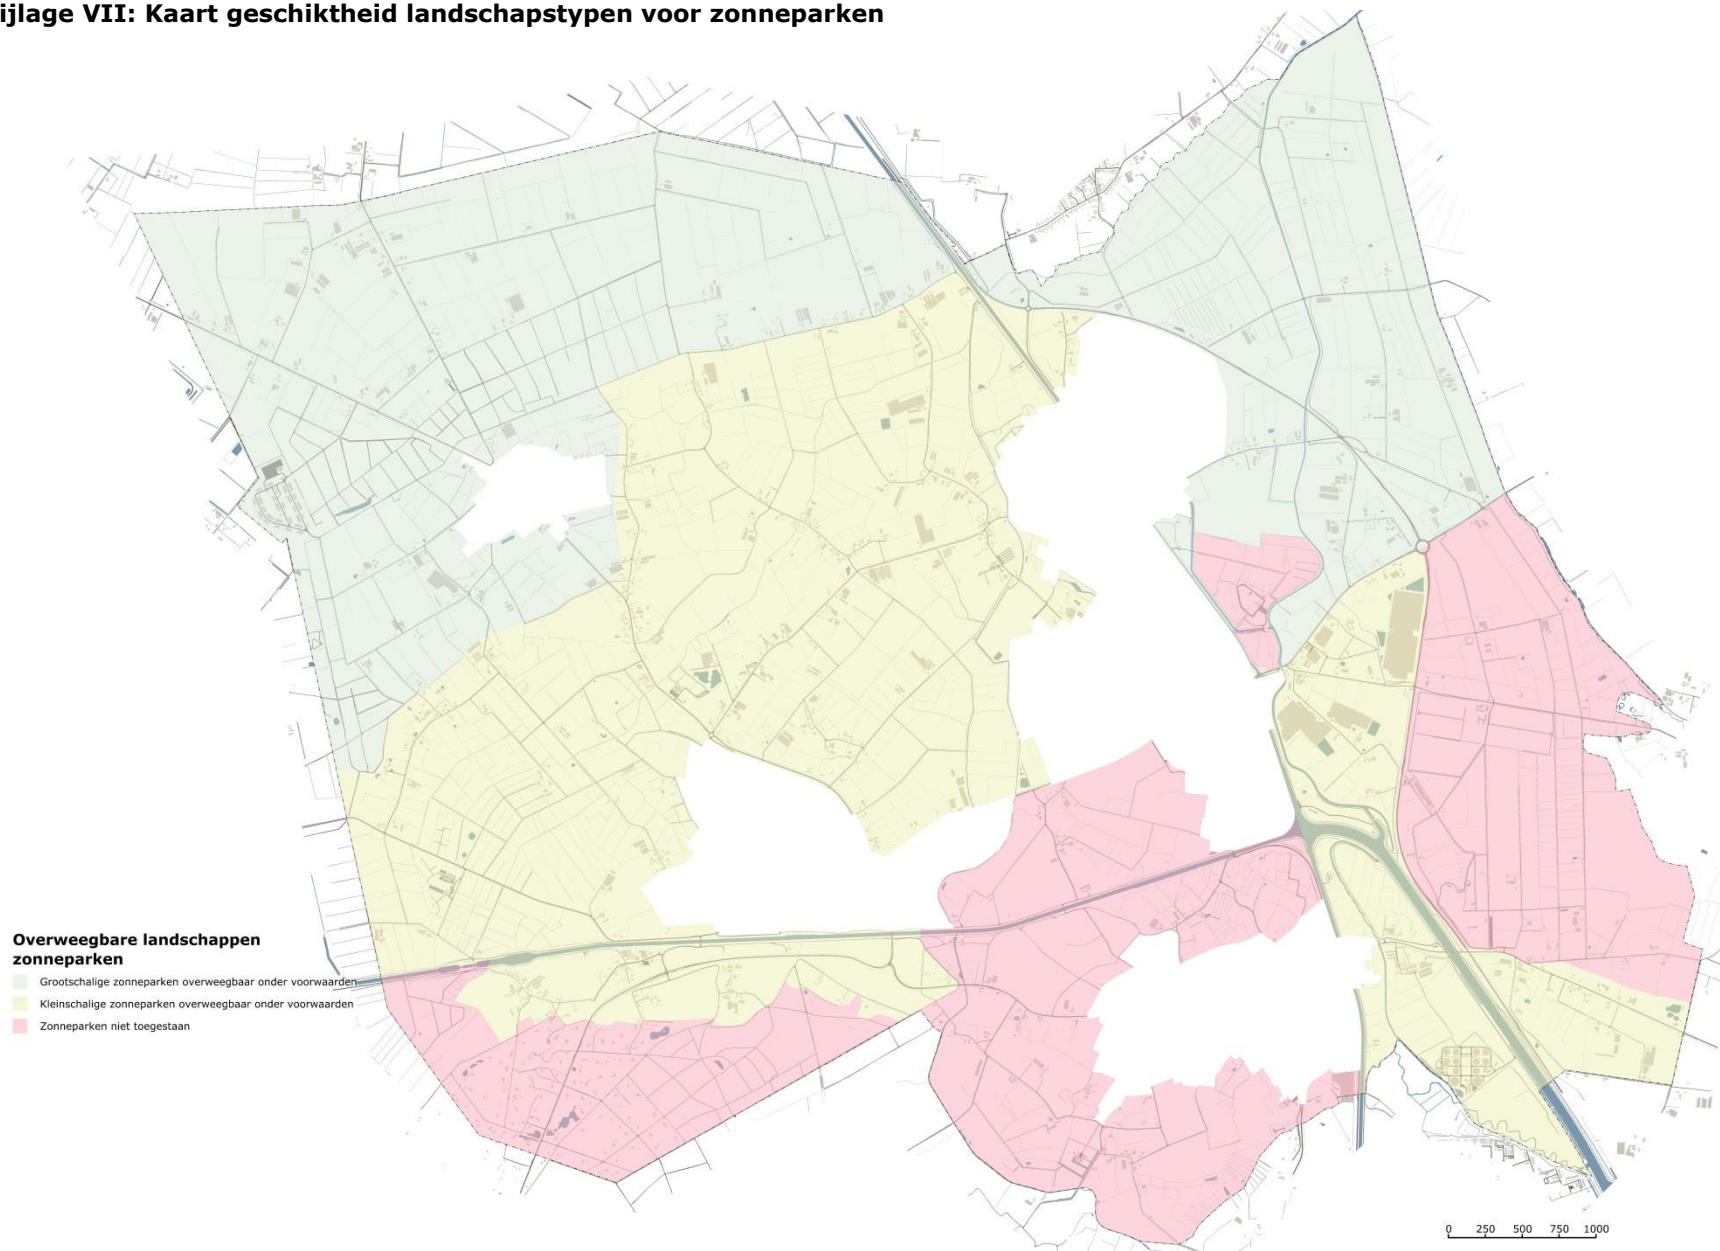 ijlage VII: Kaart geschiktheid landschapstypen voor zonneparken
Overweegbare landschappen
zonneparken
Grootschalige zonneparken overweegbaar onder voorwaarden
Kleinschalige zonneparken overweegbaar onder voorwaarden
Zonneparken niet toegestaan
0 250 500 750 1000